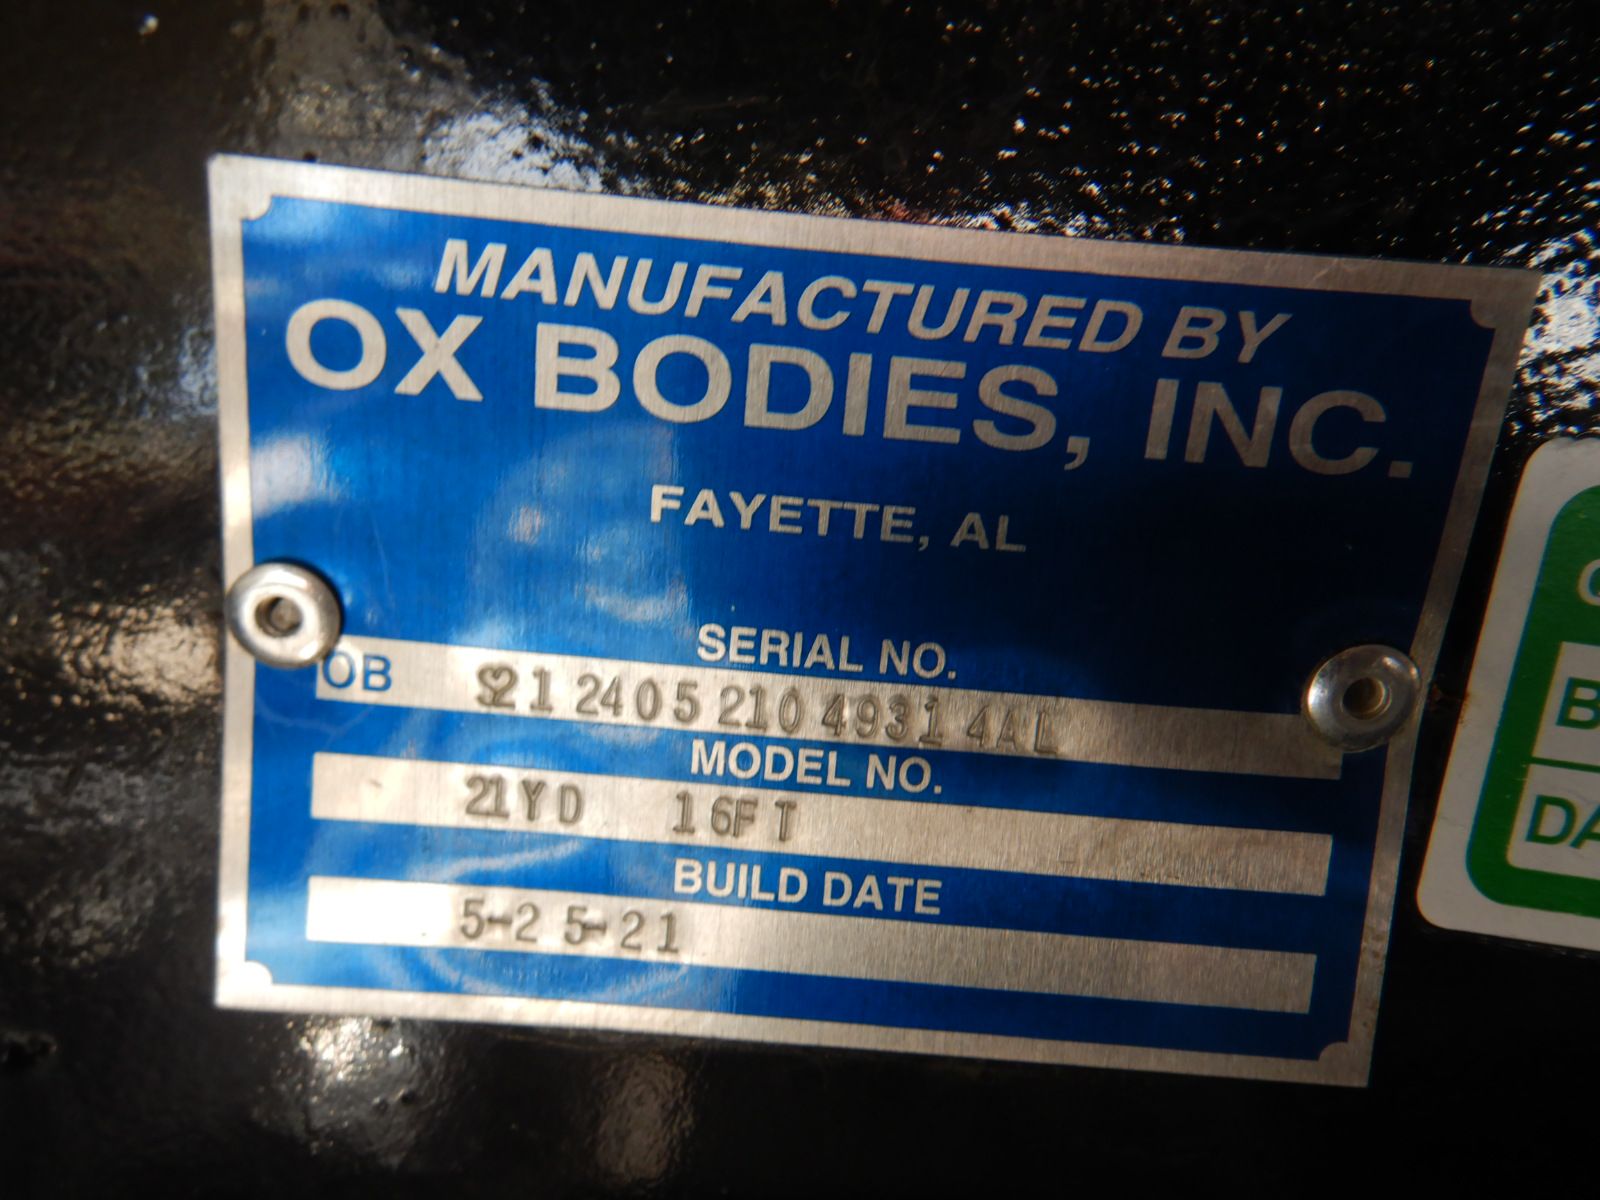 MANUFACTURED BY
OX BODIES, INC.
FAYETTE, AL
SERIAL NO.
OB S21240521049314AL
MODEL NO.
21YD 16FT
BUILD DATE
5-25-21